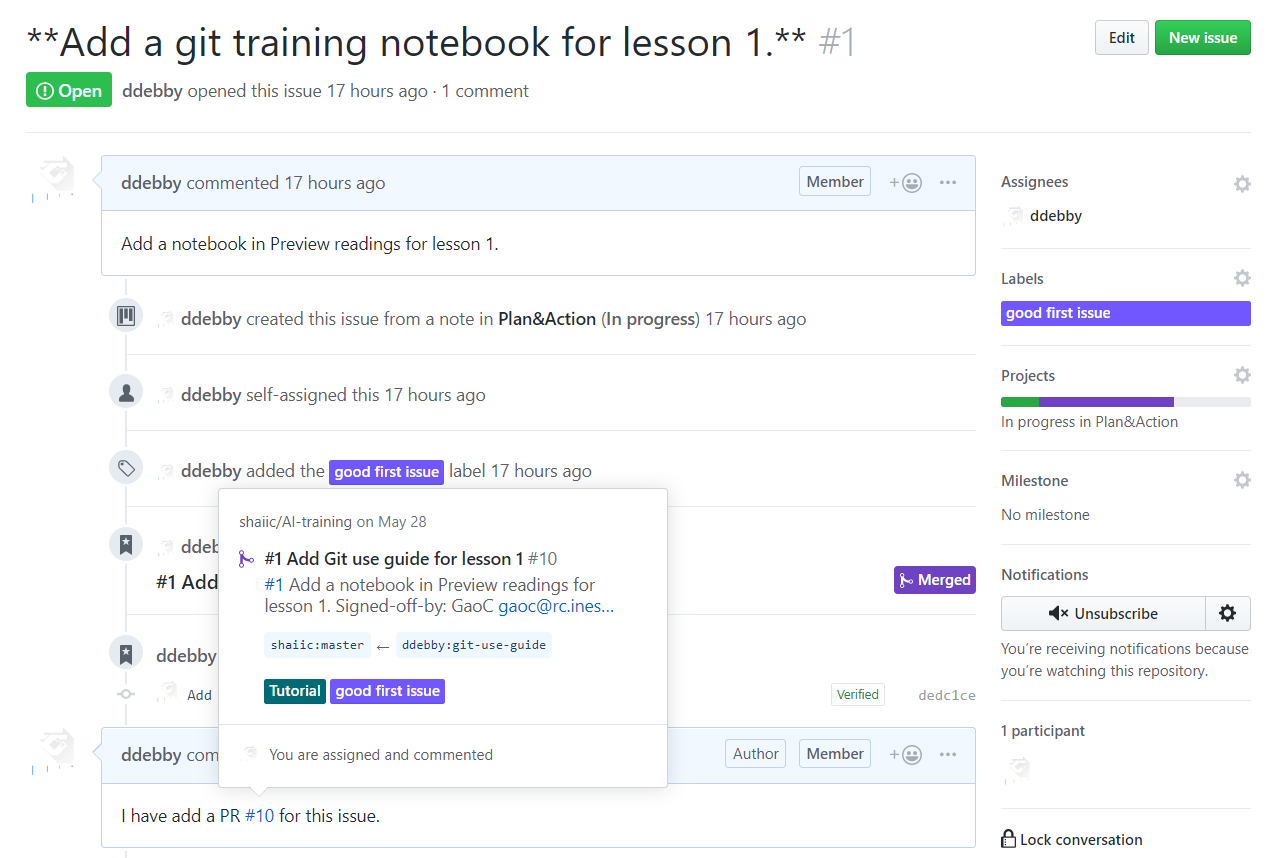 **Add a git training notebook for lesson 1.** #1
Edit
New issue
Open
ddebby opened this issue 17 hours ago · 1 comment
ddebby commented 17 hours ago
Member
Add a notebook in Preview readings for lesson 1.
ddebby created this issue from a note in Plan&Action (In progress) 17 hours ago
ddebby self-assigned this 17 hours ago
ddebby added the good first issue label 17 hours ago
shaiic/AI-training on May 28
#1 Add Git use guide for lesson 1 #10
#1 Add a notebook in Preview readings for
lesson 1. Signed-off-by: GaoC gaoc@rc.ines...
shaiic:master ← ddebby:git-use-guide
Tutorial good first issue
You are assigned and commented
ddeb
#1 Add
Merged
ddebby
Add
Verified
dedc1ce
ddebby com
Author
Member
I have add a PR #10 for this issue.
Assignees
ddebby
Labels
good first issue
Projects
In progress in Plan&Action
Milestone
No milestone
Notifications
Unsubscribe
You're receiving notifications because
you're watching this repository.
1 participant
Lock conversation